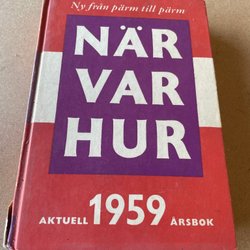 Ny från pärm till pärm
NÄR
VAR
HUR
AKTUELL 1959 ÅRSBOK